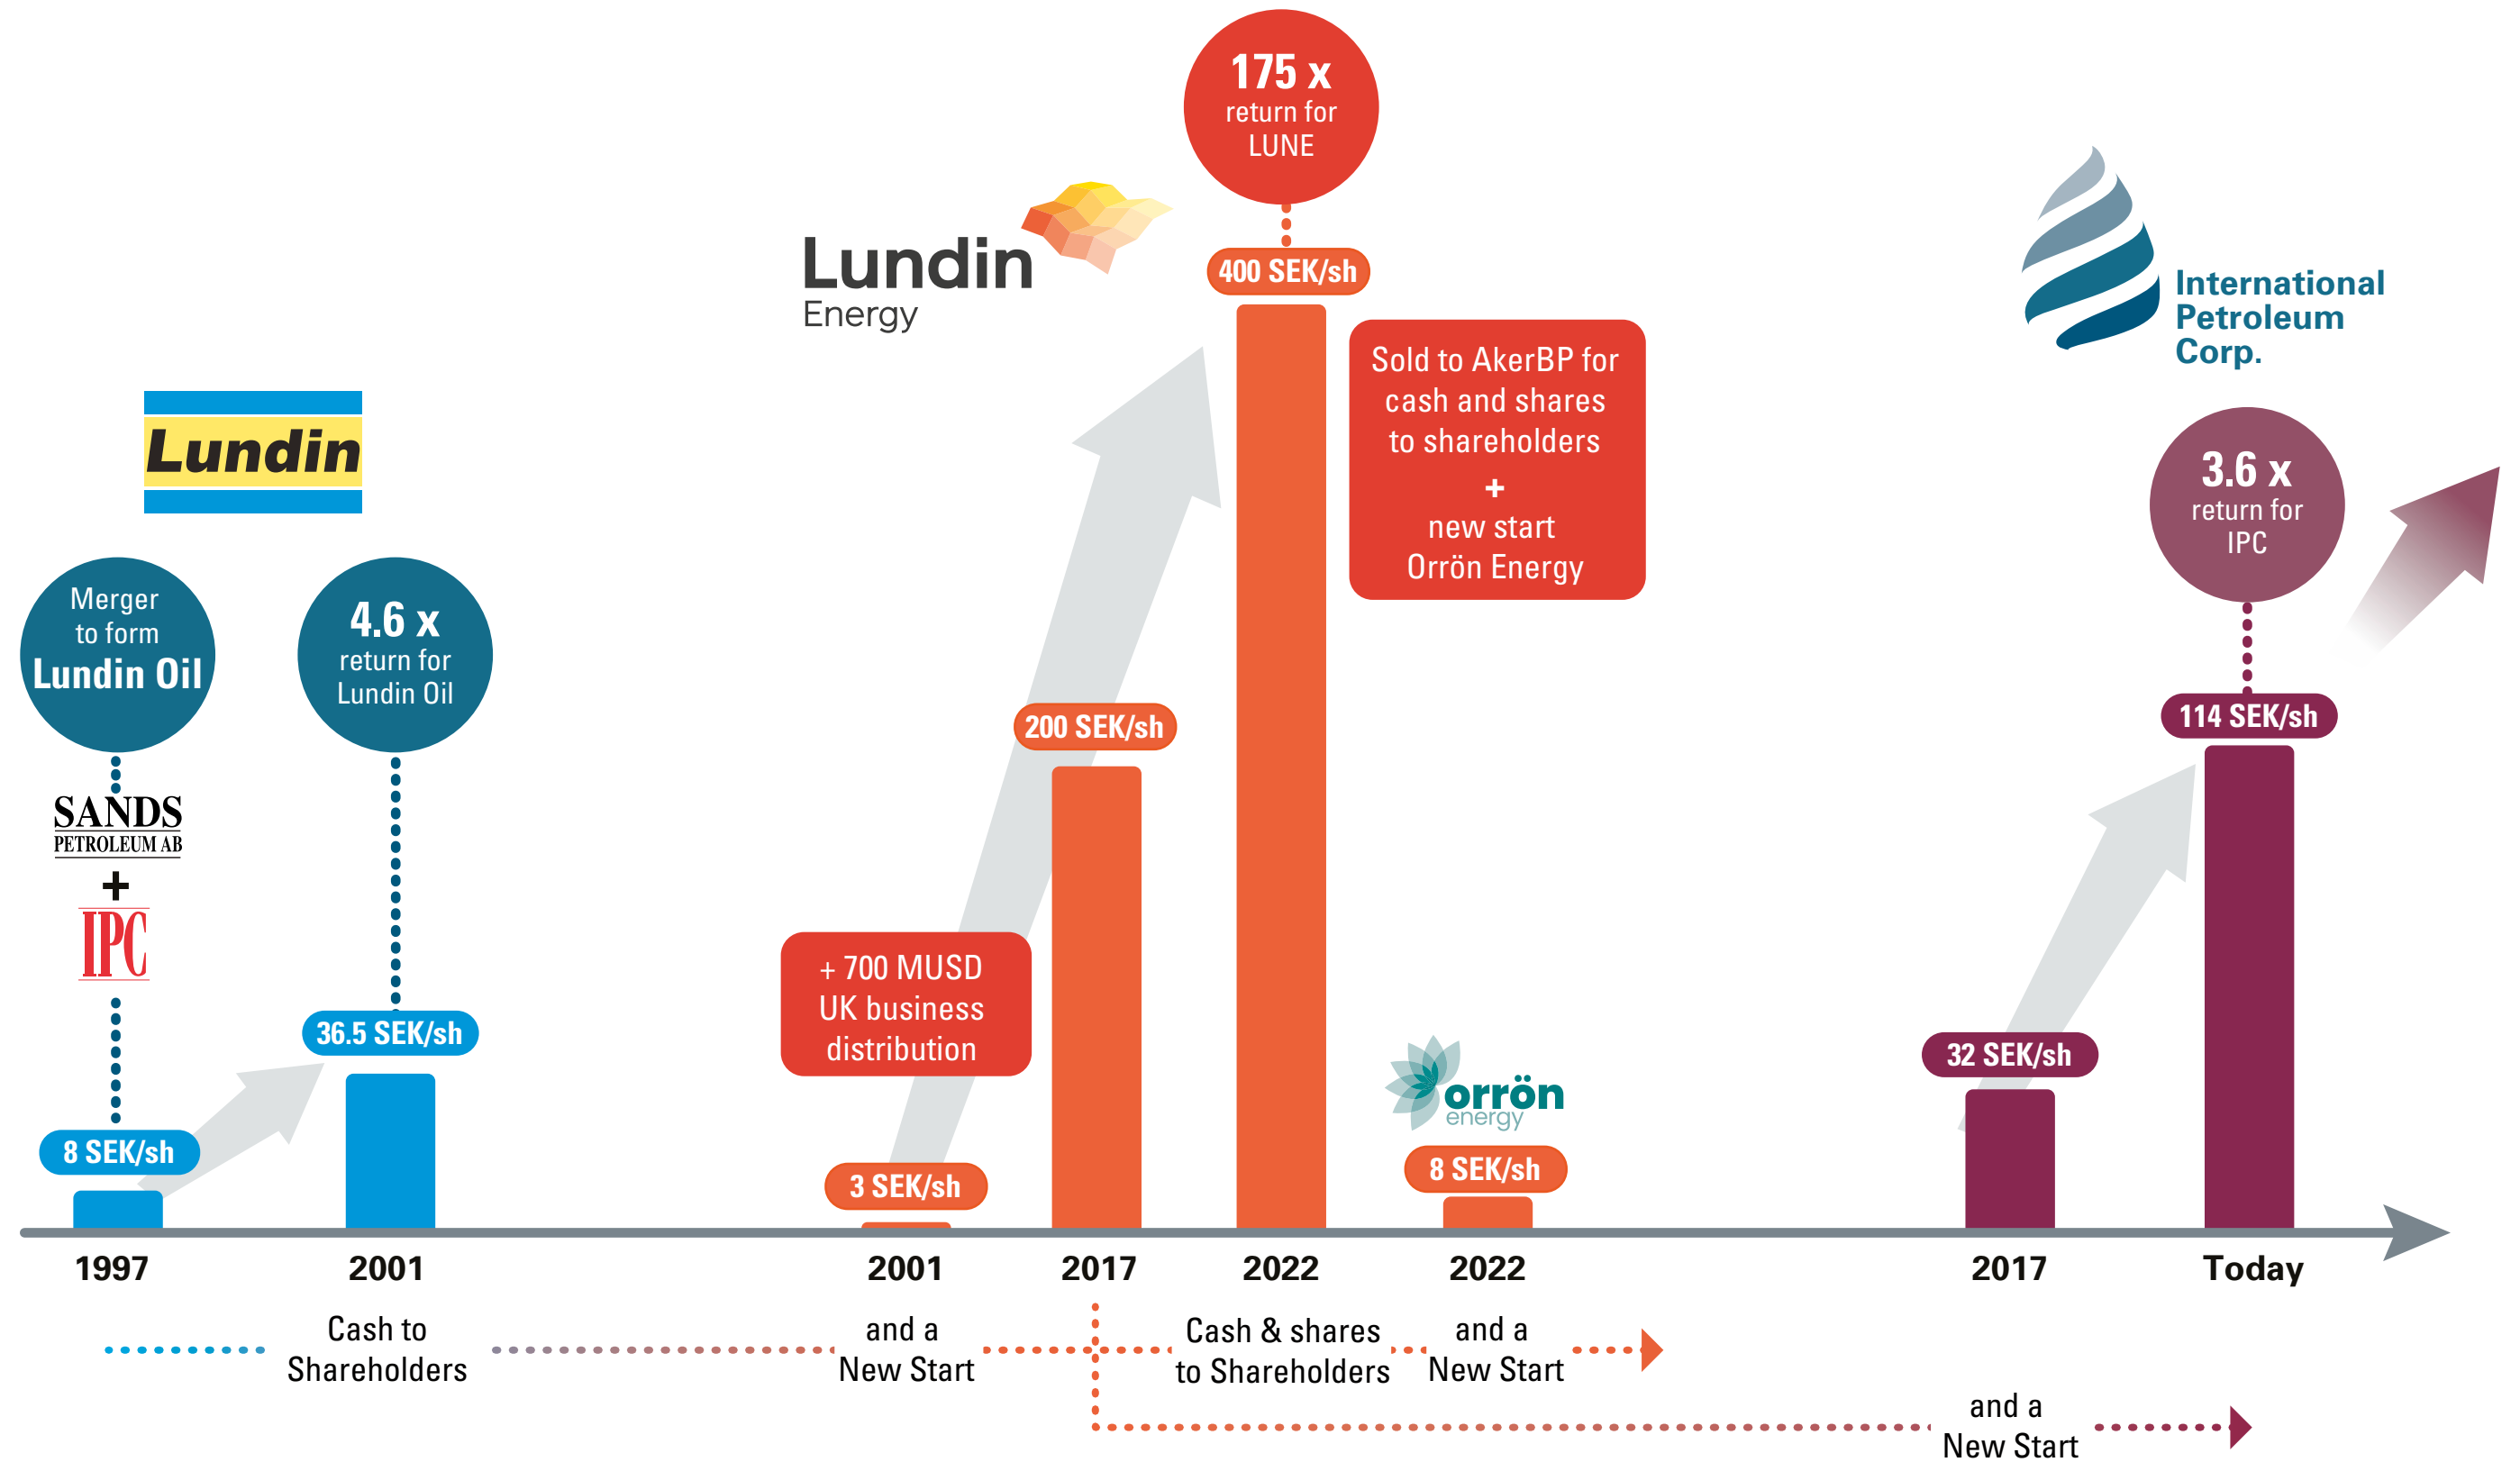 175 x
return for
LUNE
Lundin
Energy
400 SEK/sh
International
Petroleum
Corp.
Sold to AkerBP for
cash and shares
to shareholders
+
new start
Orrön Energy
Lundin
3.6 x
return for
IPC
Merger
to form
Lundin Oil
4.6 x
return for
Lundin Oil
200 SEK/sh
114 SEK/sh
SANDS
PETROLEUM AB
+
IPC
+ 700 MUSD
UK business
distribution
36.5 SEK/sh
32 SEK/sh
orrön
energy
8 SEK/sh
3 SEK/sh
8 SEK/sh
1997
2001
2001
2017
2022
2022
2017
Today
Cash to
Shareholders
and a
New Start
Cash & shares
to Shareholders
and a
New Start
and a
New Start